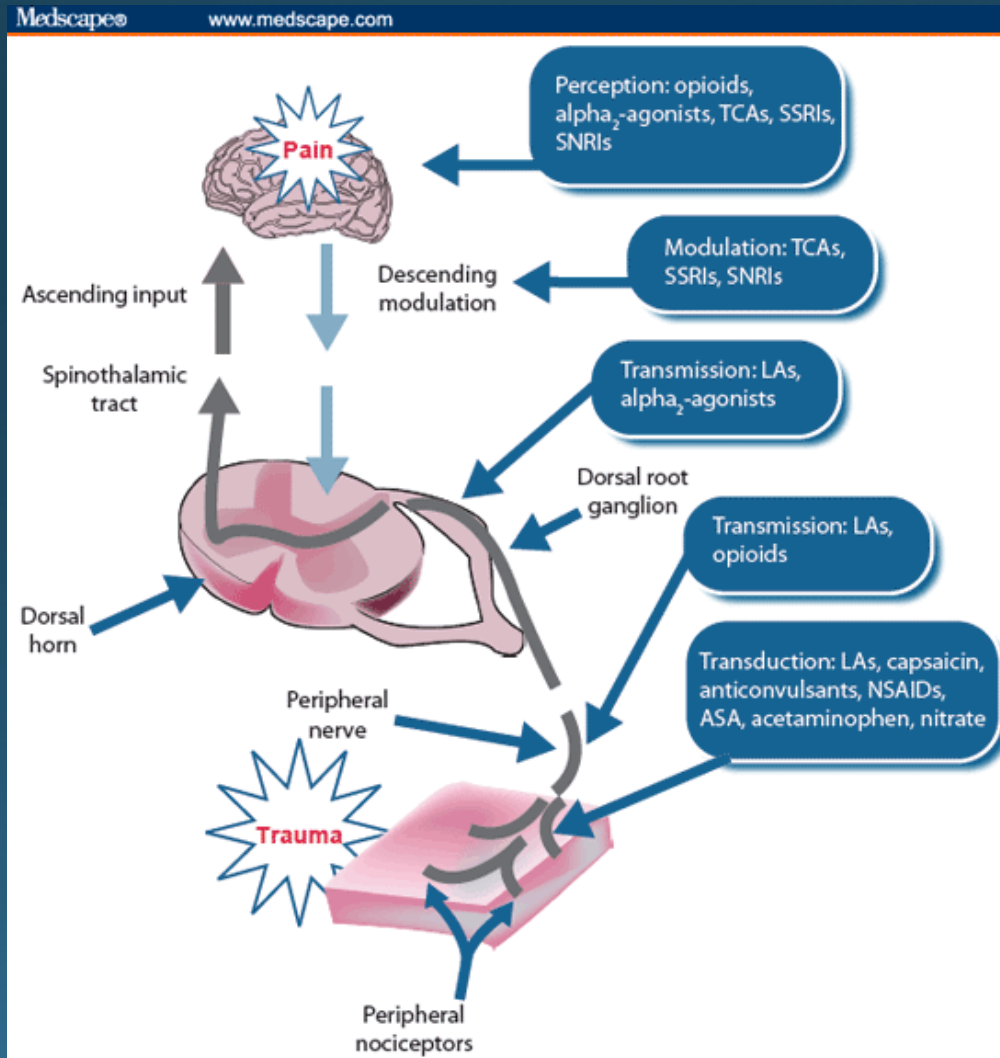 Medscape® www.medscape.com
Perception: opioids,
alpha₂-agonists, TCAs, SSRIs,
SNRIs
Pain
Modulation: TCAs,
SSRIs, SNRIs
Descending
modulation
Ascending input
Transmission: LAs,
alpha₂-agonists
Spinothalamic
tract
Dorsal root
ganglion
Transmission: LAs,
opioids
Dorsal
horn
Transduction: LAs, capsaicin,
anticonvulsants, NSAIDs,
ASA, acetaminophen, nitrate
Peripheral
nerve
Trauma
Peripheral
nociceptors